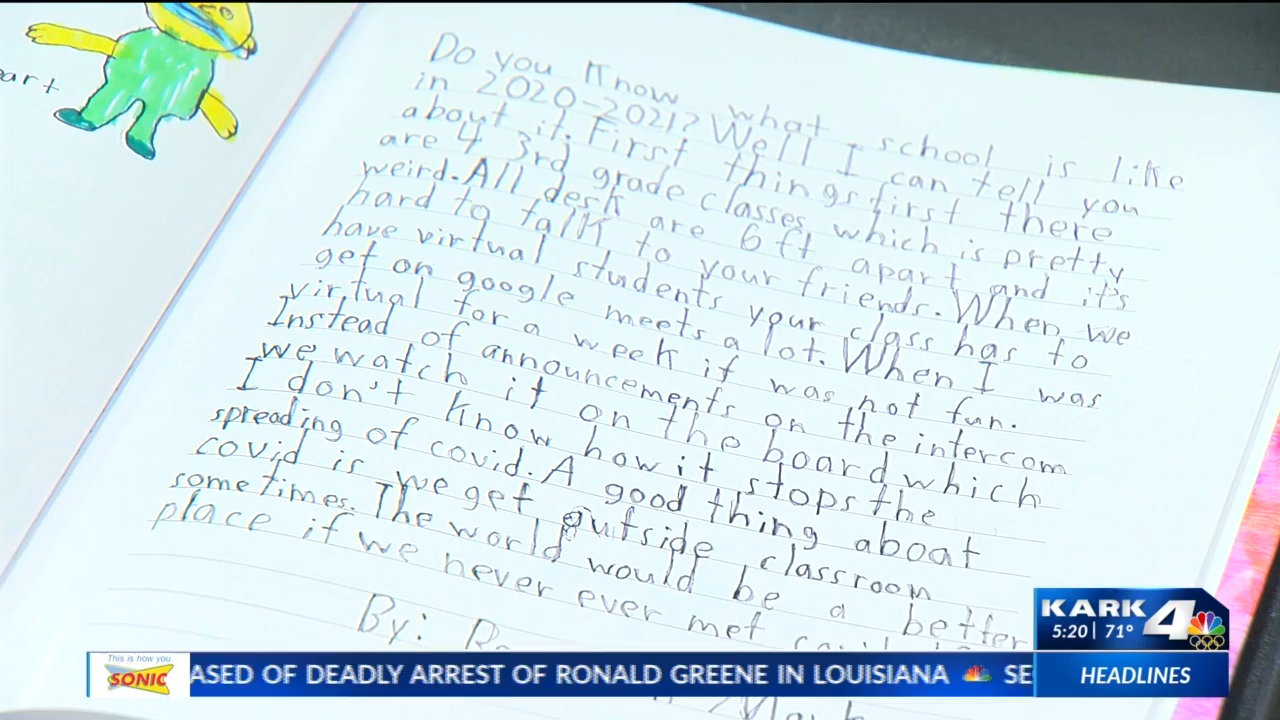 art
Do you Know what school is like
in 2020-2021? Well I can tell you
about it. First things first there
are 4 3rd grade classes which is pretty
weird. All desk are 6 ft apart and it's
hard to talk to your friends. When we
have virtual students your class has to
get on google meets a lot. When I was
virtual for a week it was not fun.
Instead of announcements on the intercom
we watch it on the board which
I don't know how it stops the
spreading of covid. A good thing aboat
covid is we get outside classroom
sometimes. The world would be a better
place if we never ever met
By:
KARK 4
5:20 | 71°
This is how you
SONIC
ASED OF DEADLY ARREST OF RONALD GREENE IN LOUISIANA SE
HEADLINES